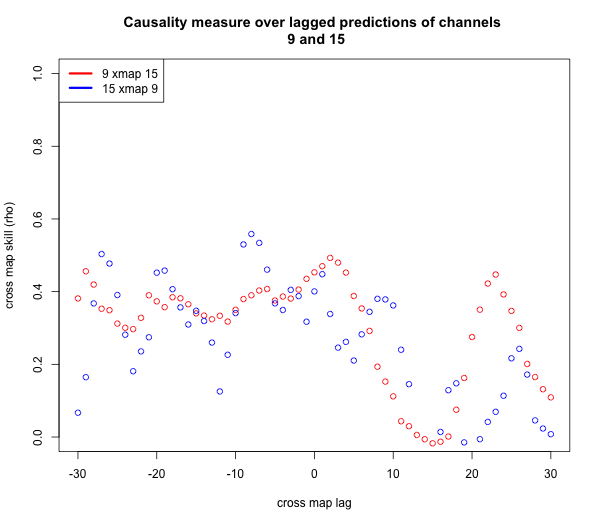 Causality measure over lagged predictions of channels
9 and 15
9 xmap 15
15 xmap 9
cross map skill (rho)
1.0
0.8
0.6
0.4
0.2
0.0
-30 -20 -10 0 10 20 30
cross map lag